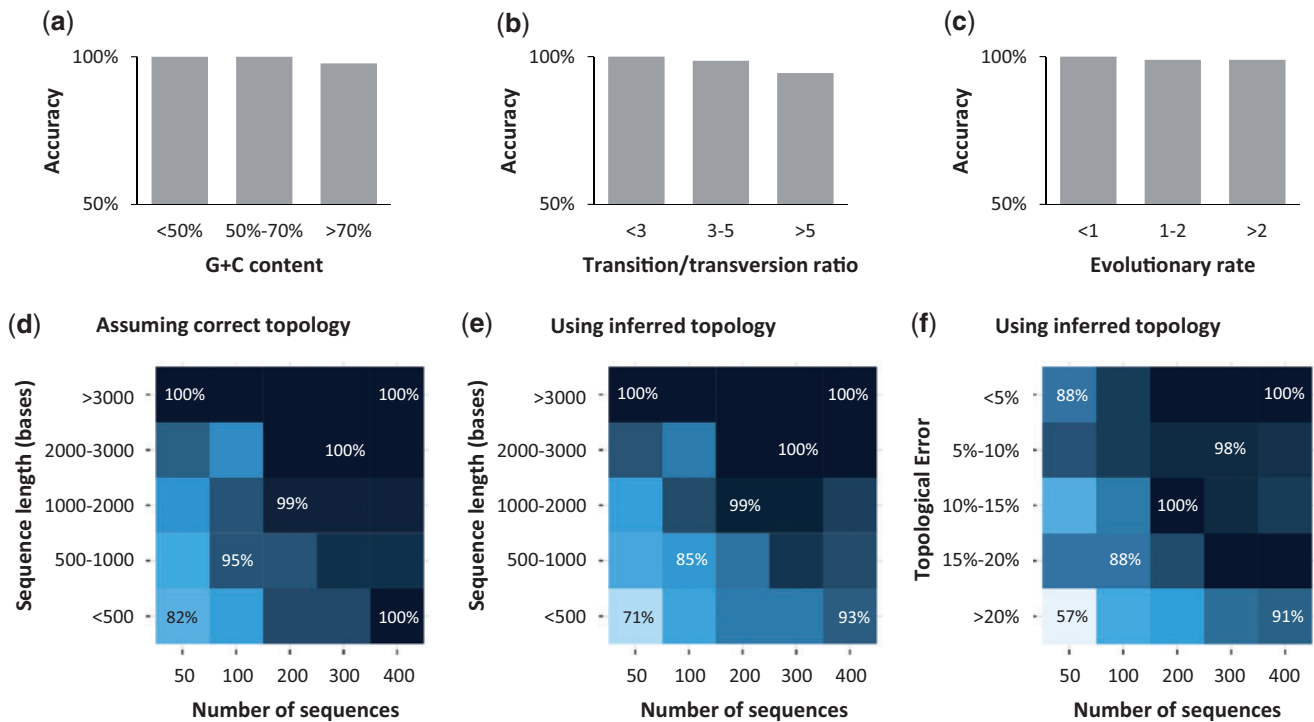 (a)
100%
50%
Accuracy
<50% 50%-70% >70%
G+C content
(b)
100%
50%
Accuracy
<3 3-5 >5
Transition/transversion ratio
(c)
100%
50%
Accuracy
<1 1-2 >2
Evolutionary rate
(d) Assuming correct topology
Sequence length (bases)
>3000 100% 100%
2000-3000 100%
1000-2000 99%
500-1000 95%
<500 82% 100%
50 100 200 300 400
Number of sequences
(e) Using inferred topology
Sequence length (bases)
>3000 100% 100%
2000-3000 100%
1000-2000 99%
500-1000 85%
<500 71% 93%
50 100 200 300 400
Number of sequences
(f) Using inferred topology
Topological Error
<5% 88% 100%
5%-10% 98%
10%-15% 100%
15%-20% 88%
>20% 57% 91%
50 100 200 300 400
Number of sequences